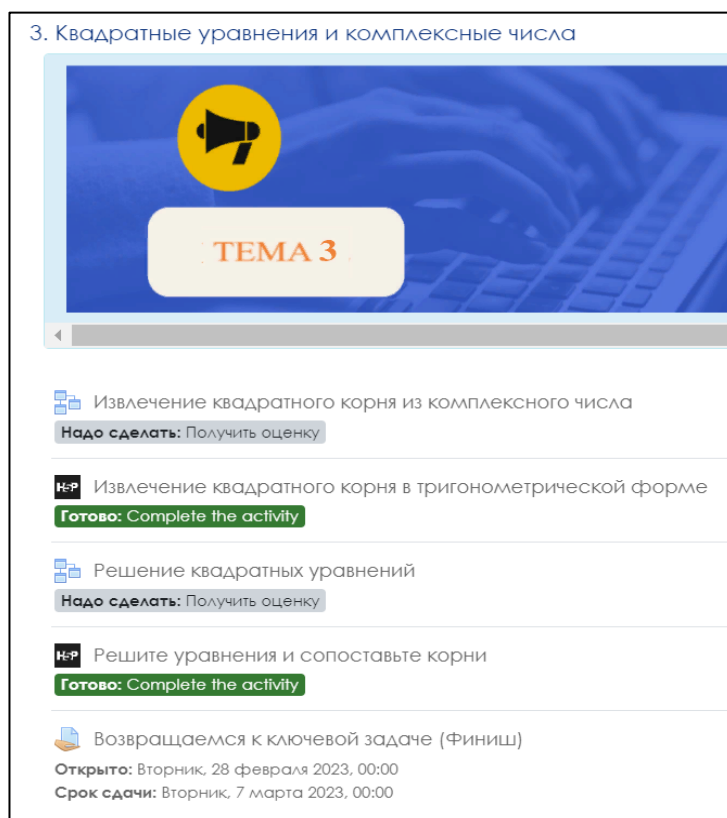 3. Квадратные уравнения и комплексные числа
ТЕМА 3
Извлечение квадратного корня из комплексного числа
Надо сделать: Получить оценку
H5P Извлечение квадратного корня в тригонометрической форме
Готово: Complete the activity
Решение квадратных уравнений
Надо сделать: Получить оценку
H5P Решите уравнения и сопоставьте корни
Готово: Complete the activity
Возвращаемся к ключевой задаче (Финиш)
Открыто: Вторник, 28 февраля 2023, 00:00
Срок сдачи: Вторник, 7 марта 2023, 00:00